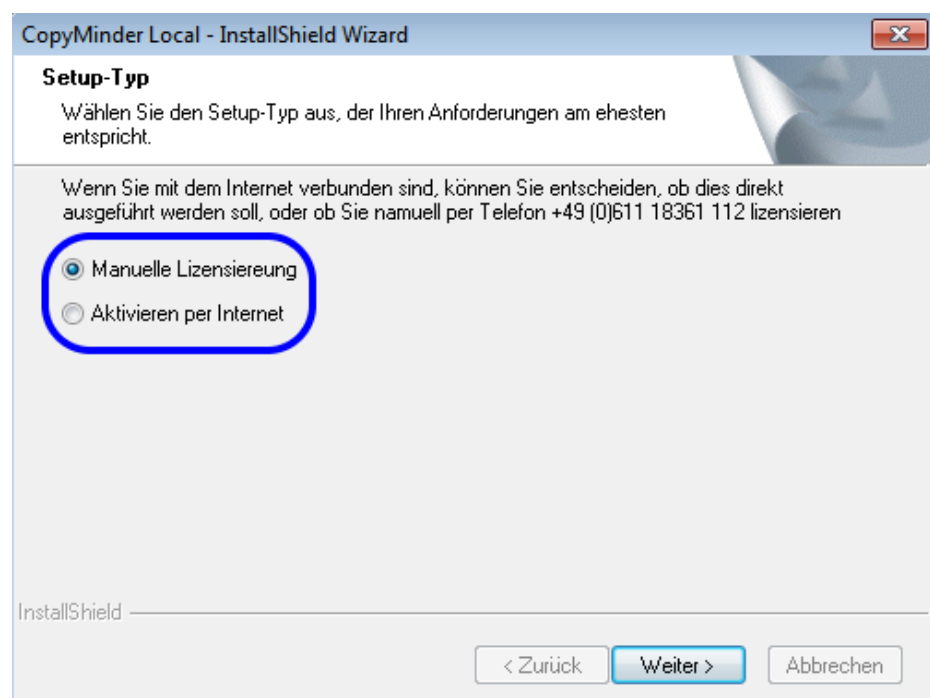 CopyMinder Local - InstallShield Wizard
Setup-Typ
Wählen Sie den Setup-Typ aus, der Ihren Anforderungen am ehesten
entspricht.
Wenn Sie mit dem Internet verbunden sind, können Sie entscheiden, ob dies direkt
ausgeführt werden soll, oder ob Sie namuell per Telefon +49 (0)611 18361 112 lizensieren
Manuelle Lizensiereung
Aktivieren per Internet
InstallShield
< Zurück
Weiter >
Abbrechen